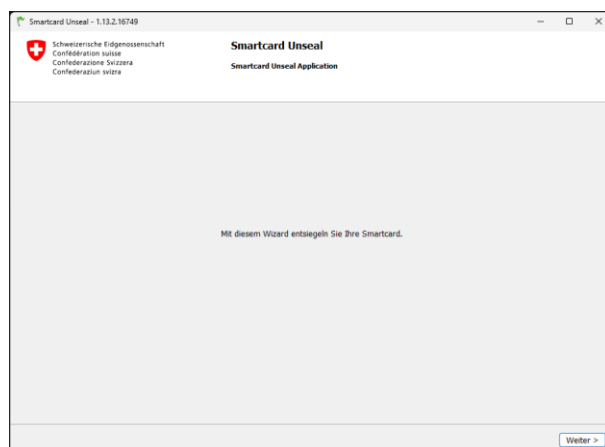 Smartcard Unseal - 1.13.2.16749
Schweizerische Eidgenossenschaft
Confédération suisse
Confederazione Svizzera
Confederaziun svizra
Smartcard Unseal
Smartcard Unseal Application
Mit diesem Wizard entsiegeln Sie Ihre Smartcard.
Weiter >